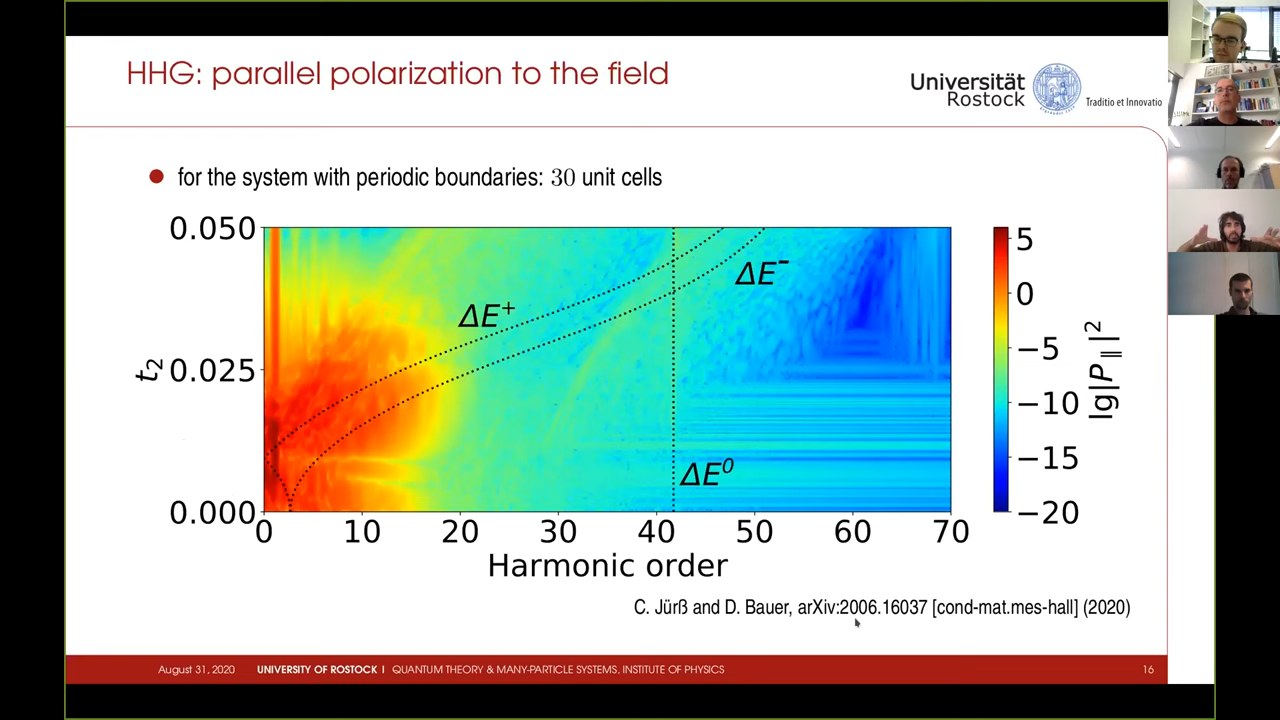 HHG: parallel polarization to the field
Universität
Rostock
Traditio et Innovatio
for the system with periodic boundaries: 30 unit cells
0.050
0.025
0.000
t₂
ΔE⁺
ΔE⁻
ΔE⁰
0 10 20 30 40 50 60 70
Harmonic order
5
0
−5
−10
−15
−20
lg|P∥|²
C. Jürß and D. Bauer, arXiv:2006.16037 [cond-mat.mes-hall] (2020)
August 31, 2020 UNIVERSITY OF ROSTOCK | QUANTUM THEORY & MANY-PARTICLE SYSTEMS, INSTITUTE OF PHYSICS 16